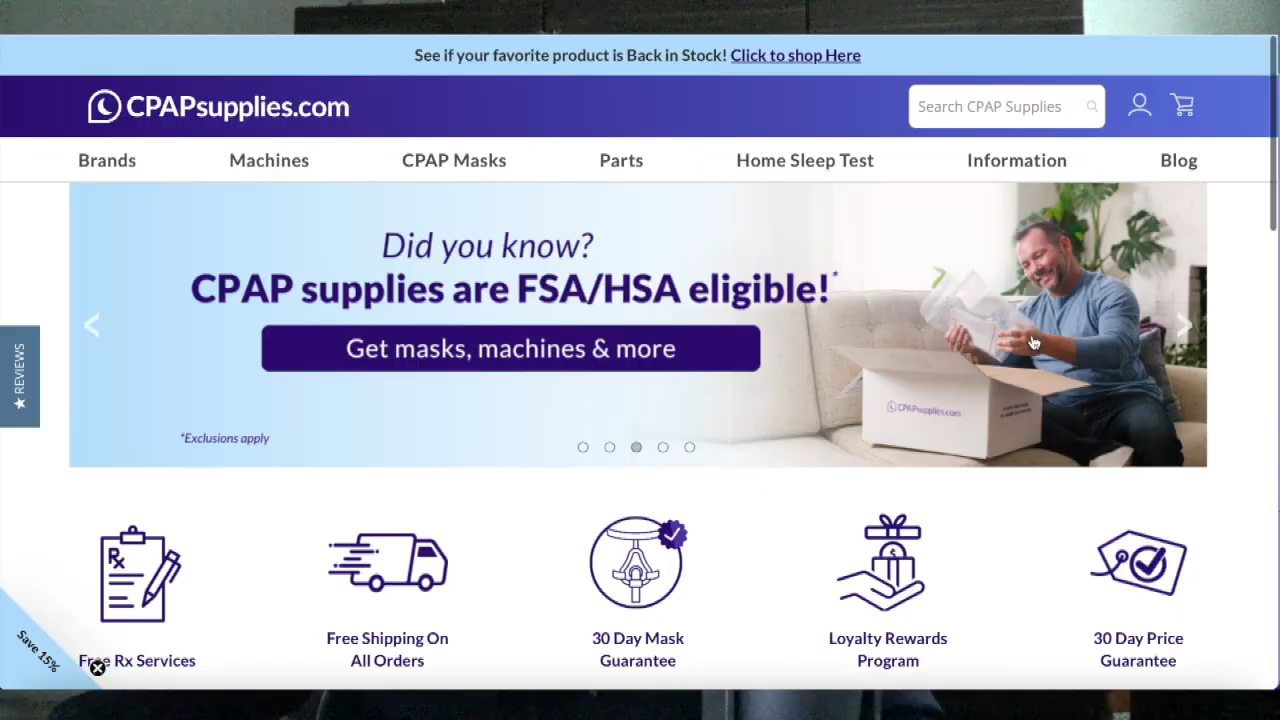 See if your favorite product is Back in Stock! Click to shop Here
CPAPsupplies.com
Search CPAP Supplies
Brands Machines CPAP Masks Parts Home Sleep Test Information Blog
Did you know?
CPAP supplies are FSA/HSA eligible!*
Get masks, machines & more
*Exclusions apply
CPAPsupplies.com
★ REVIEWS
Rx
Free Rx Services
Free Shipping On
All Orders
30 Day Mask
Guarantee
$
Loyalty Rewards
Program
30 Day Price
Guarantee
Save 15%